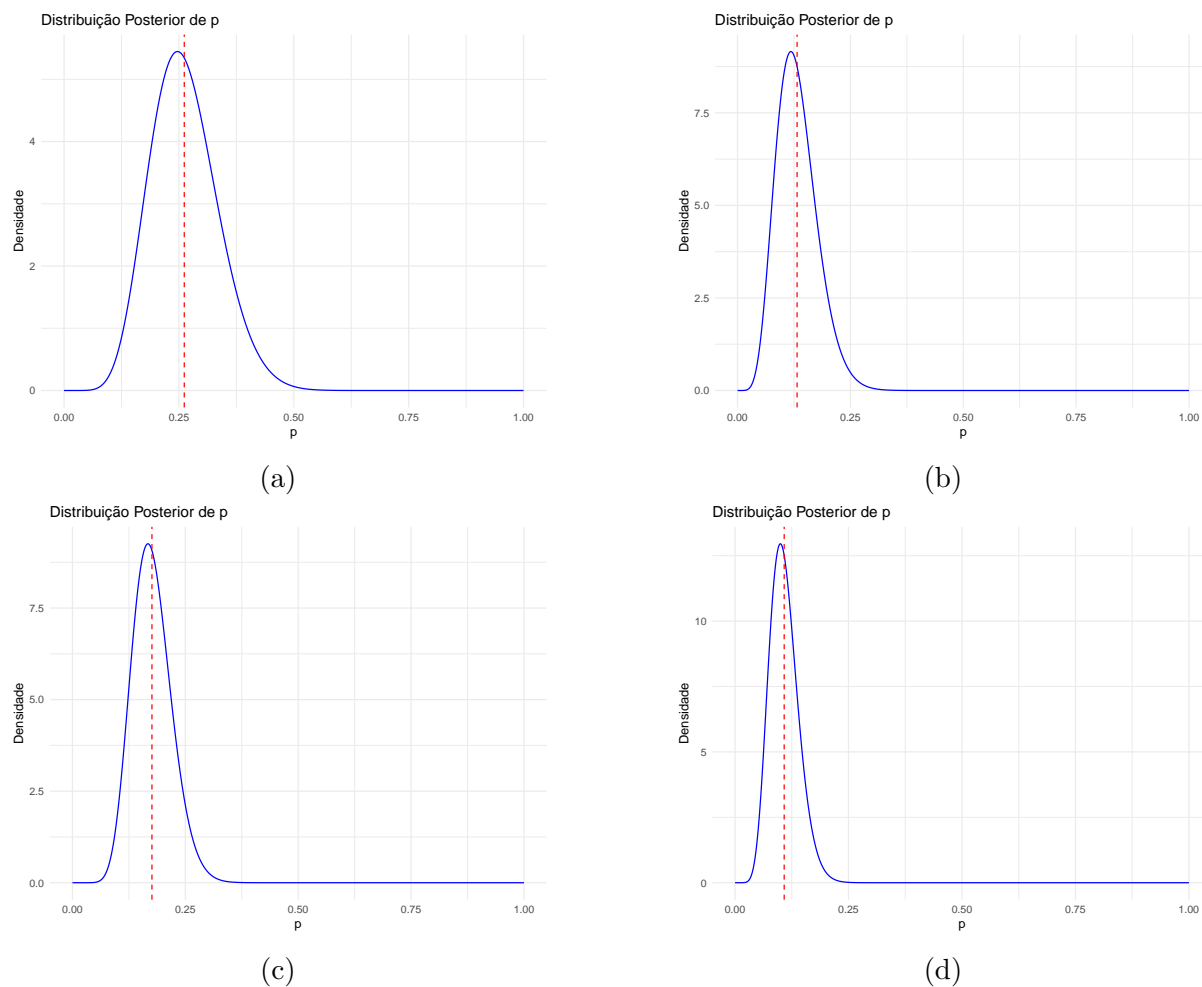 Distribuição Posterior de p
Densidade
4
2
0
0.00 0.25 0.50 0.75 1.00
p
(a)
Distribuição Posterior de p
Densidade
7.5
5.0
2.5
0.0
0.00 0.25 0.50 0.75 1.00
p
(b)
Distribuição Posterior de p
Densidade
7.5
5.0
2.5
0.0
0.00 0.25 0.50 0.75 1.00
p
(c)
Distribuição Posterior de p
Densidade
10
5
0
0.00 0.25 0.50 0.75 1.00
p
(d)